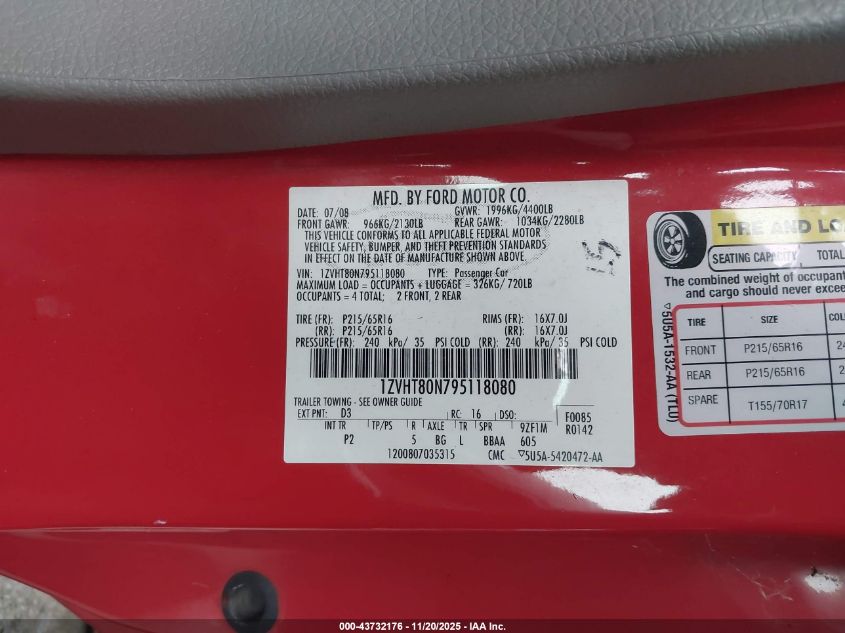 MFD. BY FORD MOTOR CO.
DATE: 07/08 GVWR: 1996KG/4400LB
FRONT GAWR: 966KG/2130LB REAR GAWR: 1034KG/2280LB
THIS VEHICLE CONFORMS TO ALL APPLICABLE FEDERAL MOTOR
VEHICLE SAFETY, BUMPER, AND THEFT PREVENTION STANDARDS
IN EFFECT ON THE DATE OF MANUFACTURE SHOWN ABOVE.
VIN: 1ZVHT80N795118080 TYPE: Passenger Car
MAXIMUM LOAD = OCCUPANTS + LUGGAGE = 326KG/720LB
OCCUPANTS = 4 TOTAL; 2 FRONT, 2 REAR
TIRE (FR): P215/65R16 RIMS (FR): 16X7.0J
(RR): P215/65R16 (RR): 16X7.0J
PRESSURE(FR): 240 kPa/ 35 PSI COLD (RR): 240 kPa/ 35 PSI COLD
1ZVHT80N795118080
TRAILER TOWING - SEE OWNER GUIDE
EXT PNT: D3 RC: 16 DSO: F0085
INT TR TP/PS R AXLE TR SPR 9ZF1M R0142
P2 5 BG L BBAA 605
1200807035315 CMC ▽5U5A-5420472-AA
TIRE AND LO
SEATING CAPACITY TOTAL
The combined weight of occupant
and cargo should never excee
TIRE SIZE COL
FRONT P215/65R16 24
REAR P215/65R16 2
SPARE T155/70R17 4
▽5U5A-1532-AA (TLU)
000-43732176 - 11/20/2025 - IAA Inc.